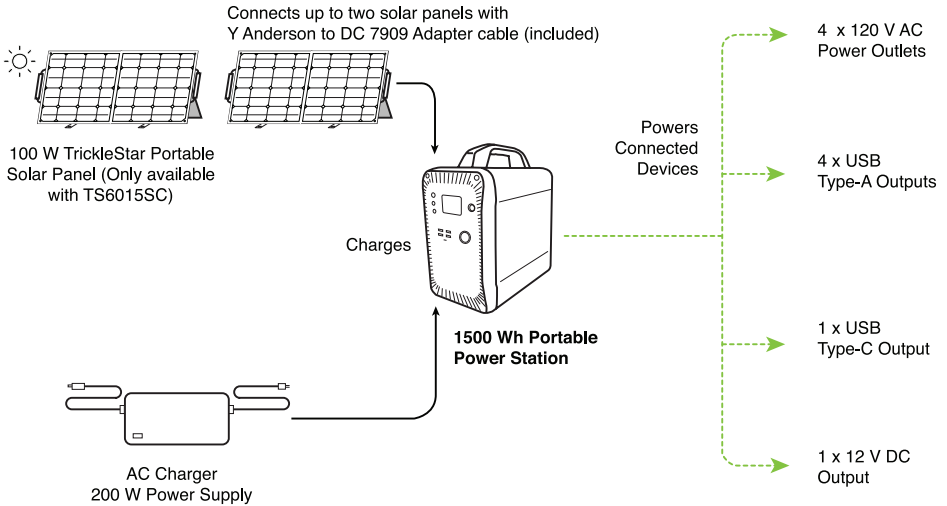 Connects up to two solar panels with
Y Anderson to DC 7909 Adapter cable (included)
100 W TrickleStar Portable
Solar Panel (Only available
with TS6015SC)
Charges
1500 Wh Portable
Power Station
AC Charger
200 W Power Supply
Powers
Connected
Devices
4 x 120 V AC
Power Outlets
4 x USB
Type-A Outputs
1 x USB
Type-C Output
1 x 12 V DC
Output